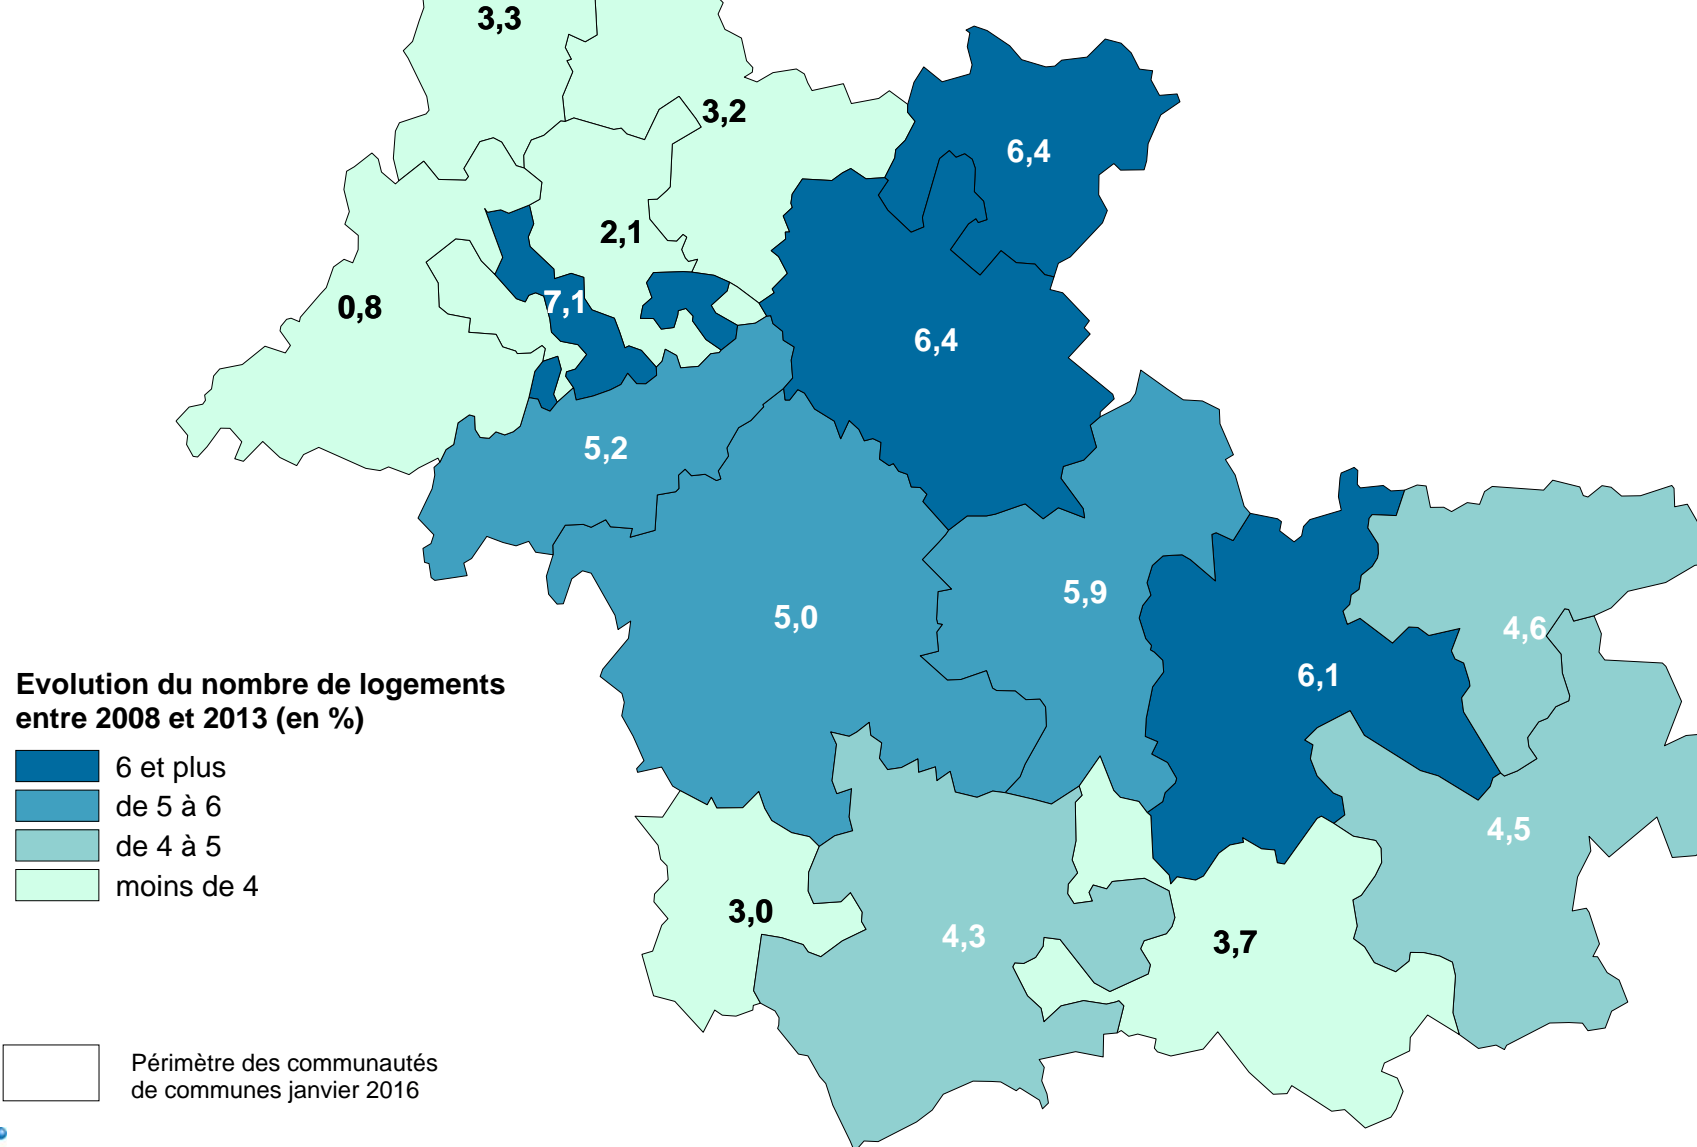 3,3
3,2
6,4
2,1
0,8
7,1
6,4
5,2
5,9
5,0
4,6
6,1
Evolution du nombre de logements
entre 2008 et 2013 (en %)
6 et plus
de 5 à 6
de 4 à 5
moins de 4
4,5
3,0
4,3
3,7
Périmètre des communautés
de communes janvier 2016